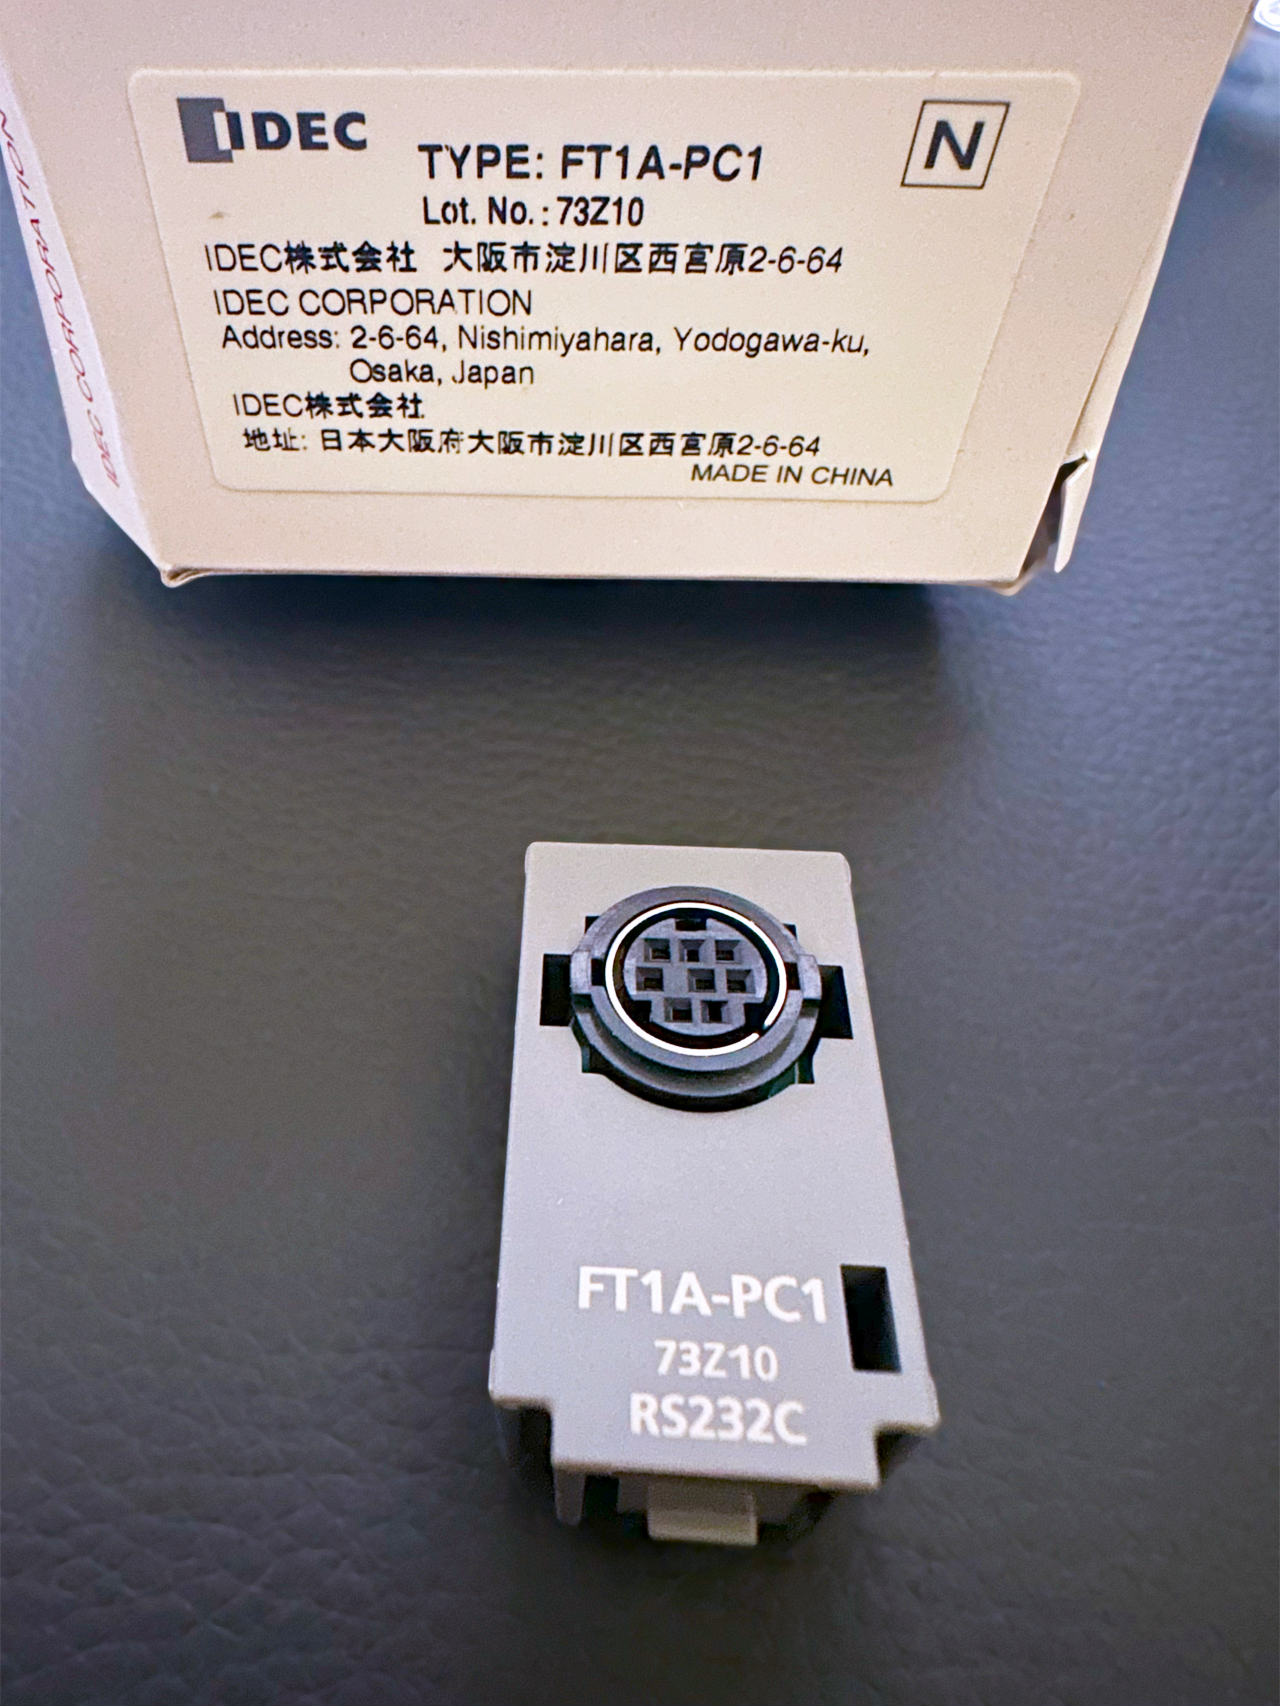 IDEC
N
TYPE: FT1A-PC1
Lot. No.: 73Z10
IDEC株式会社 大阪市淀川区西宮原2-6-64
IDEC CORPORATION
Address: 2-6-64, Nishimiyahara, Yodogawa-ku,
Osaka, Japan
IDEC株式会社
地址: 日本大阪府大阪市淀川区西宮原2-6-64
MADE IN CHINA
IDEC CORPORATION
FT1A-PC1
73Z10
RS232C